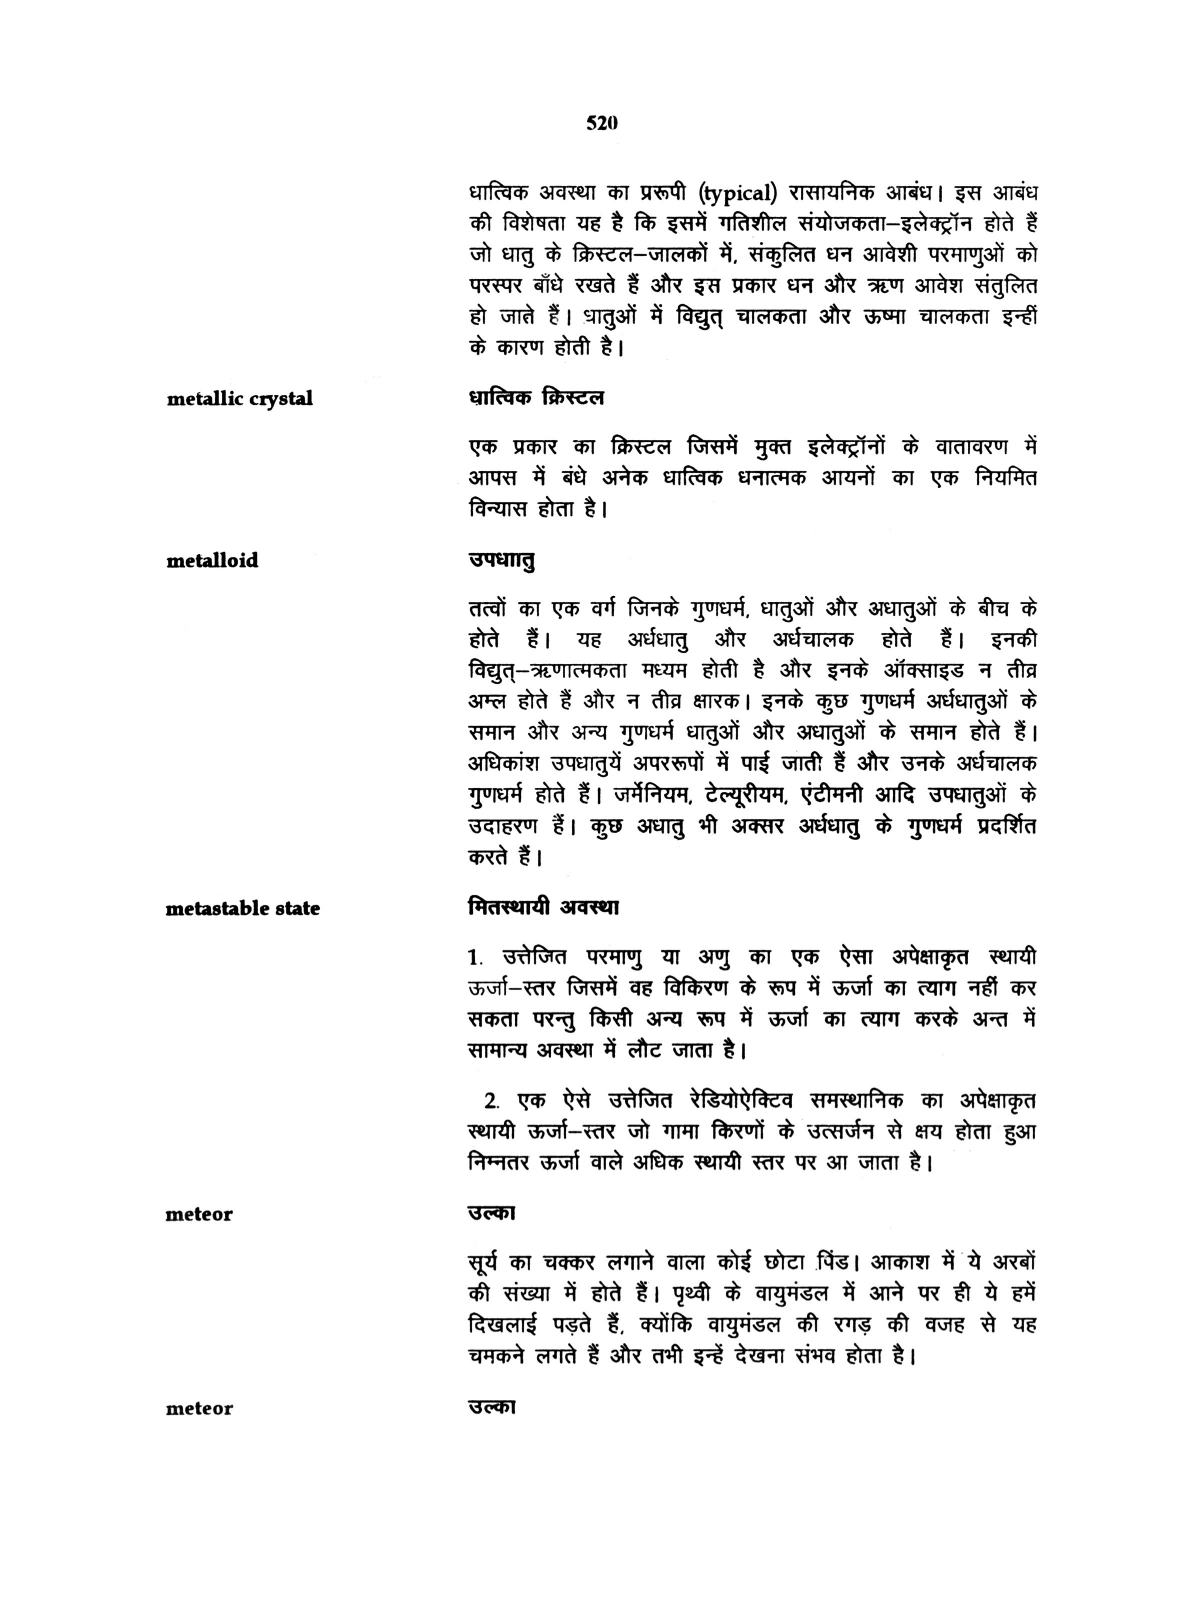 520
धात्विक अवस्था का प्ररूपी (typical) रासायनिक आबंध। इस आबंध
की विशेषता यह है कि इसमें गतिशील संयोजकता–इलेक्ट्रॉन होते हैं
जो धातु के क्रिस्टल–जालकों में, संकुलित धन आवेशी परमाणुओं को
परस्पर बाँधे रखते हैं और इस प्रकार धन और ऋण आवेश संतुलित
हो जाते हैं। धातुओं में विद्युत् चालकता और ऊष्मा चालकता इन्हीं
के कारण होती है।
metallic crystal धात्विक क्रिस्टल
एक प्रकार का क्रिस्टल जिसमें मुक्त इलेक्ट्रॉनों के वातावरण में
आपस में बंधे अनेक धात्विक धनात्मक आयनों का एक नियमित
विन्यास होता है।
metalloid उपधाातु
तत्वों का एक वर्ग जिनके गुणधर्म, धातुओं और अधातुओं के बीच के
होते हैं। यह अर्धधातु और अर्धचालक होते हैं। इनकी
विद्युत्–ऋणात्मकता मध्यम होती है और इनके ऑक्साइड न तीव्र
अम्ल होते हैं और न तीव्र क्षारक। इनके कुछ गुणधर्म अर्धधातुओं के
समान और अन्य गुणधर्म धातुओं और अधातुओं के समान होते हैं।
अधिकांश उपधातुयें अपररूपों में पाई जाती हैं और उनके अर्धचालक
गुणधर्म होते हैं। जर्मेनियम, टेल्यूरीयम, एंटीमनी आदि उपधातुओं के
उदाहरण हैं। कुछ अधातु भी अक्सर अर्धधातु के गुणधर्म प्रदर्शित
करते हैं।
metastable state मितस्थायी अवस्था
1. उत्तेजित परमाणु या अणु का एक ऐसा अपेक्षाकृत स्थायी
ऊर्जा–स्तर जिसमें वह विकिरण के रूप में ऊर्जा का त्याग नहीं कर
सकता परन्तु किसी अन्य रूप में ऊर्जा का त्याग करके अन्त में
सामान्य अवस्था में लौट जाता है।
2. एक ऐसे उत्तेजित रेडियोऐक्टिव समस्थानिक का अपेक्षाकृत
स्थायी ऊर्जा–स्तर जो गामा किरणों के उत्सर्जन से क्षय होता हुआ
निम्नतर ऊर्जा वाले अधिक स्थायी स्तर पर आ जाता है।
meteor उल्का
सूर्य का चक्कर लगाने वाला कोई छोटा पिंड। आकाश में ये अरबों
की संख्या में होते हैं। पृथ्वी के वायुमंडल में आने पर ही ये हमें
दिखलाई पड़ते हैं, क्योंकि वायुमंडल की रगड़ की वजह से यह
चमकने लगते हैं और तभी इन्हें देखना संभव होता है।
meteor उल्का